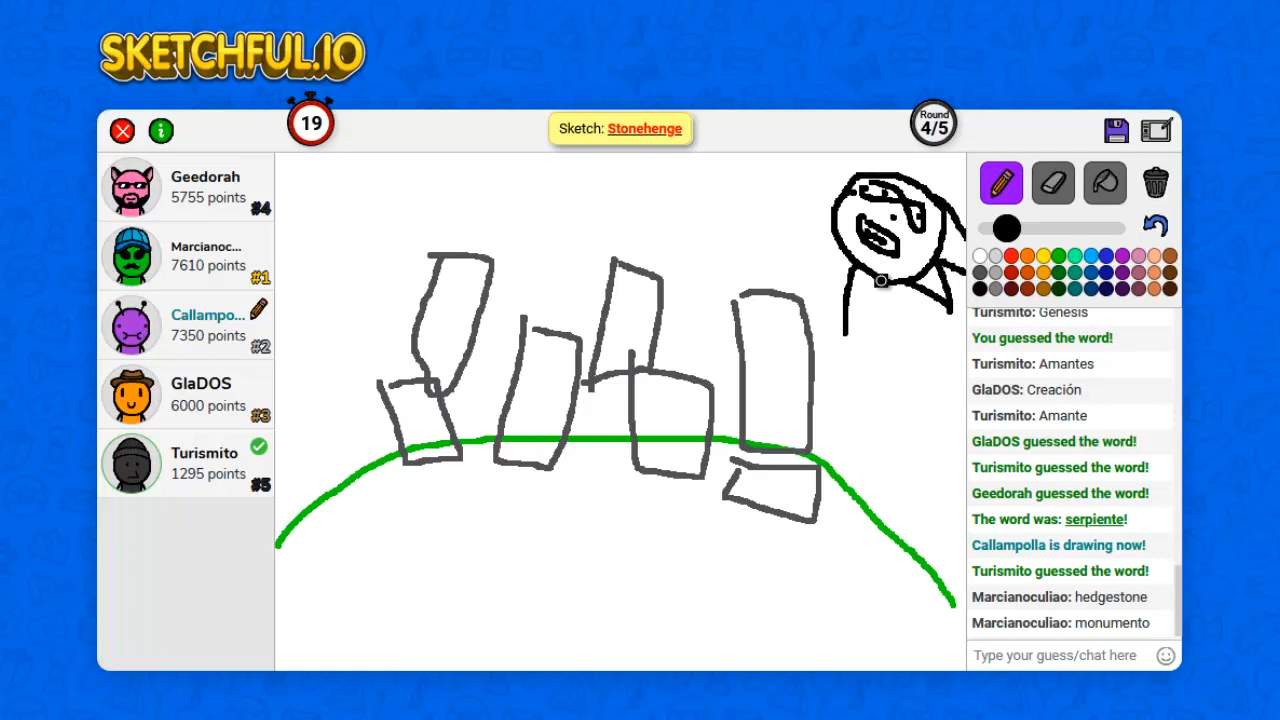 SKETCHFUL.IO
19
Sketch: Stonehenge
Round
4/5
Geedorah
5755 points
#4
Marcianoc...
7610 points
#1
Callampo...
7350 points
#2
GlaDOS
6000 points
#3
Turismito
1295 points
#5
Turismito: Genesis
You guessed the word!
Turismito: Amantes
GlaDOS: Creación
Turismito: Amante
GlaDOS guessed the word!
Turismito guessed the word!
Geedorah guessed the word!
The word was: serpiente!
Callampolla is drawing now!
Turismito guessed the word!
Marcianoculiao: hedgestone
Marcianoculiao: monumento
Type your guess/chat here